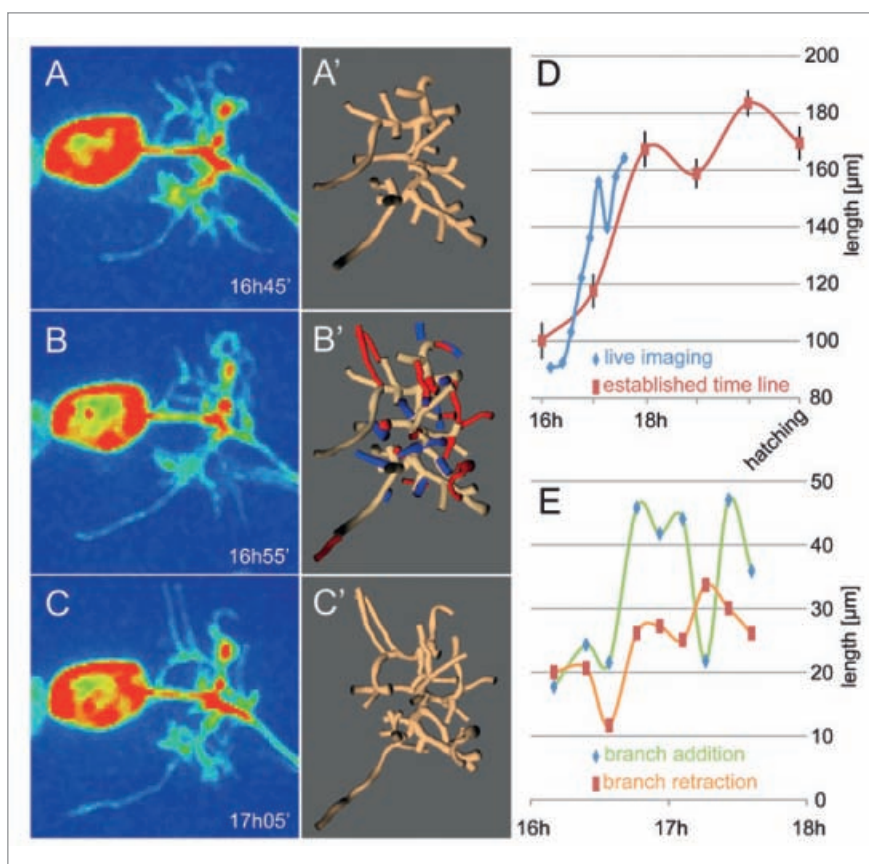 A
16h45'
A'
B
16h55'
B'
C
17h05'
C'
D
200
180
160
140
120
100
80
length [μm]
live imaging
established time line
16h
18h
hatching
E
50
40
30
20
10
0
length [μm]
branch addition
branch retraction
16h
17h
18h